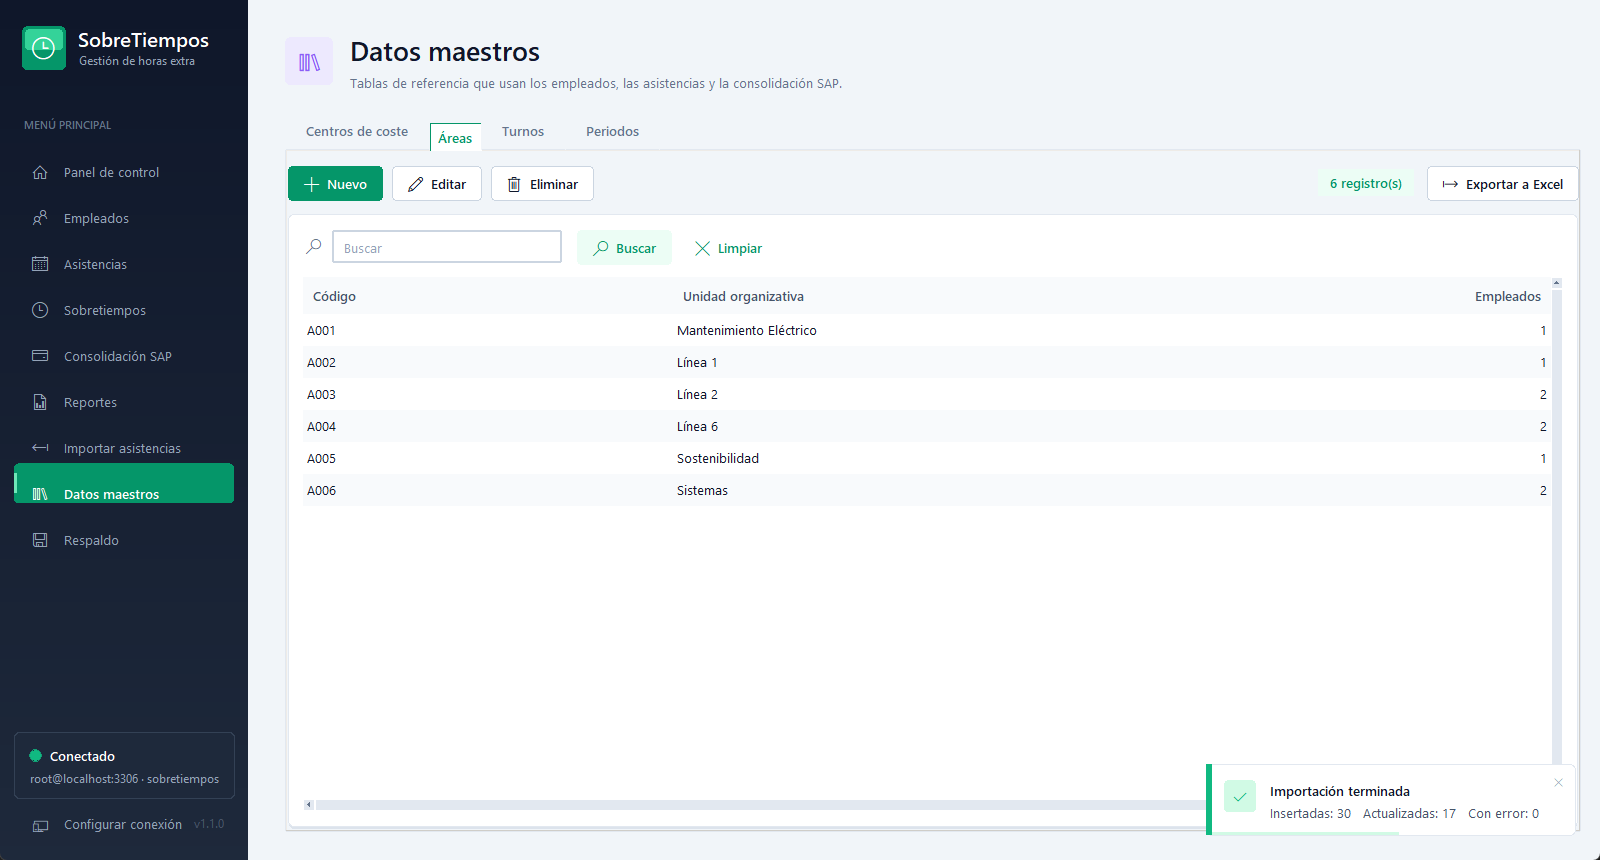 SobreTiempos
Gestión de horas extra
MENÚ PRINCIPAL
Panel de control
Empleados
Asistencias
Sobretiempos
Consolidación SAP
Reportes
Importar asistencias
Datos maestros
Respaldo
Conectado
root@localhost:3306 · sobretiempos
Configurar conexión v1.1.0
Datos maestros
Tablas de referencia que usan los empleados, las asistencias y la consolidación SAP.
Centros de coste Áreas Turnos Periodos
Nuevo Editar Eliminar 6 registro(s) Exportar a Excel
Buscar Buscar Limpiar
Código Unidad organizativa Empleados
A001 Mantenimiento Eléctrico 1
A002 Línea 1 1
A003 Línea 2 2
A004 Línea 6 2
A005 Sostenibilidad 1
A006 Sistemas 2
Importación terminada
Insertadas: 30 Actualizadas: 17 Con error: 0